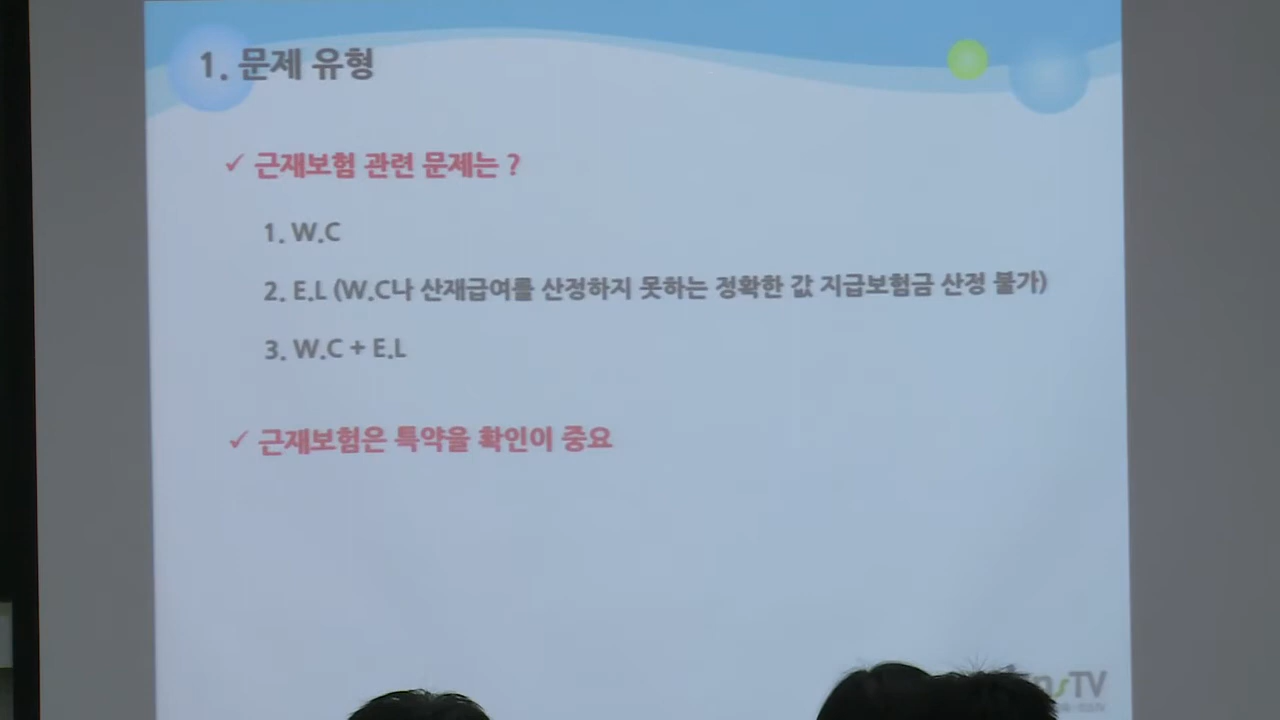 1. 문제 유형
✓ 근재보험 관련 문제는 ?
1. W.C
2. E.L (W.C나 산재급여를 산정하지 못하는 정확한 값 지급보험금 산정 불가)
3. W.C + E.L
✓ 근재보험은 특약을 확인이 중요
TV